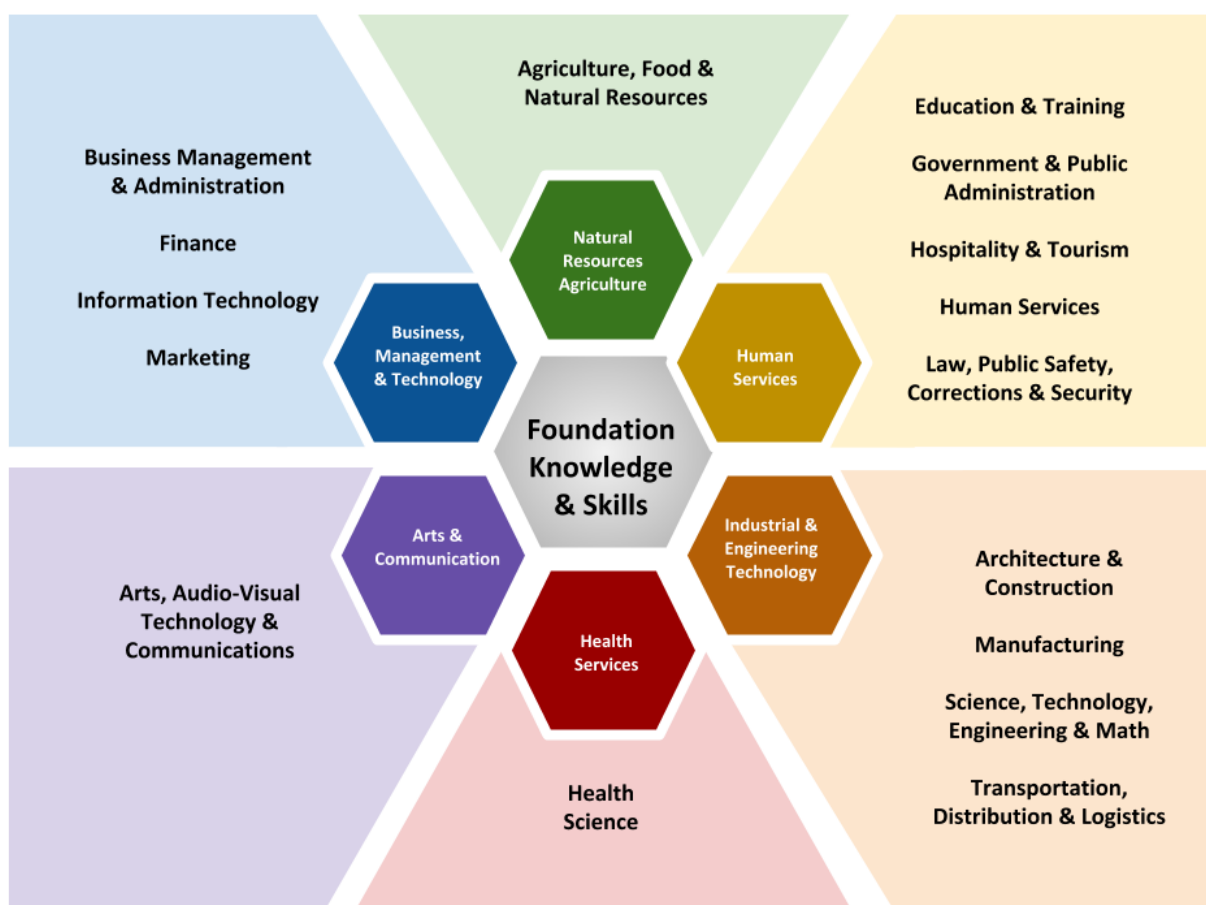 Agriculture, Food &
Natural Resources
Business Management
& Administration
Finance
Information Technology
Marketing
Education & Training
Government & Public
Administration
Hospitality & Tourism
Human Services
Law, Public Safety,
Corrections & Security
Natural
Resources
Agriculture
Business,
Management
& Technology
Human
Services
Foundation
Knowledge
& Skills
Arts &
Communication
Industrial &
Engineering
Technology
Health
Services
Arts, Audio-Visual
Technology &
Communications
Architecture &
Construction
Manufacturing
Science, Technology,
Engineering & Math
Transportation,
Distribution & Logistics
Health
Science